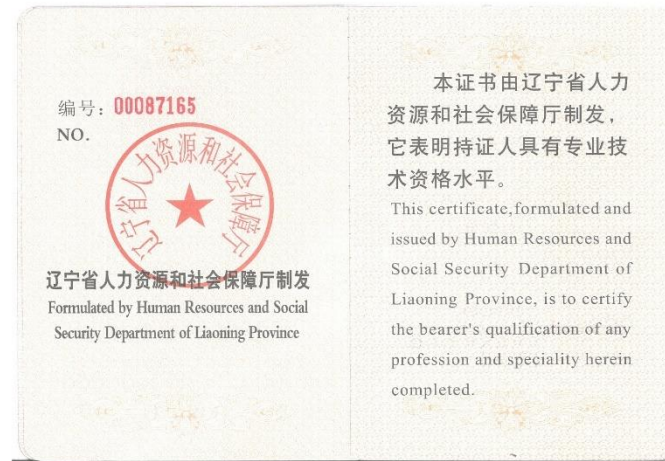 编号：00087165
NO.
辽宁省人力资源和社会保障厅
辽宁省人力资源和社会保障厅制发
Formulated by Human Resources and Social
Security Department of Liaoning Province
本证书由辽宁省人力
资源和社会保障厅制发，
它表明持证人具有专业技
术资格水平。
This certificate,formulated and
issued by Human Resources and
Social Security Department of
Liaoning Province, is to certify
the bearer's qualification of any
profession and speciality herein
completed.